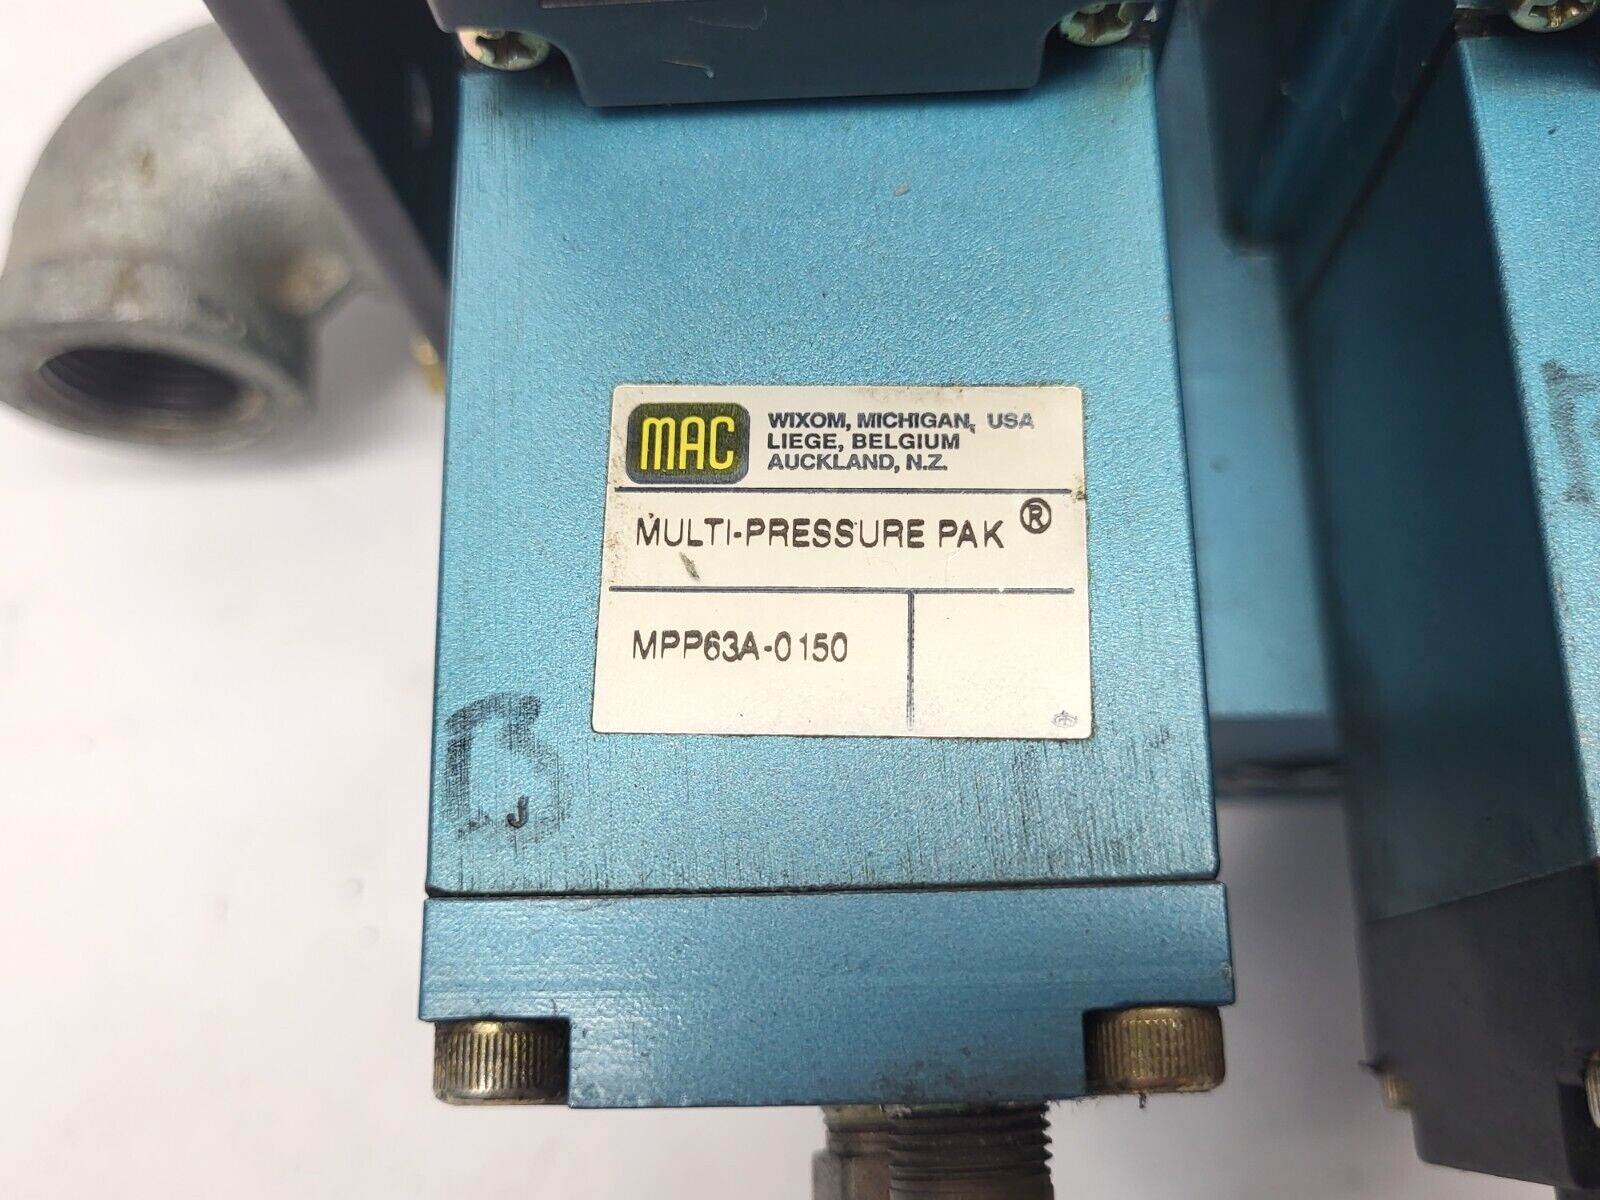 MAC
WIXOM, MICHIGAN, USA
LIEGE, BELGIUM
AUCKLAND, N.Z.
MULTI-PRESSURE PAK ®
MPP63A-0150
J